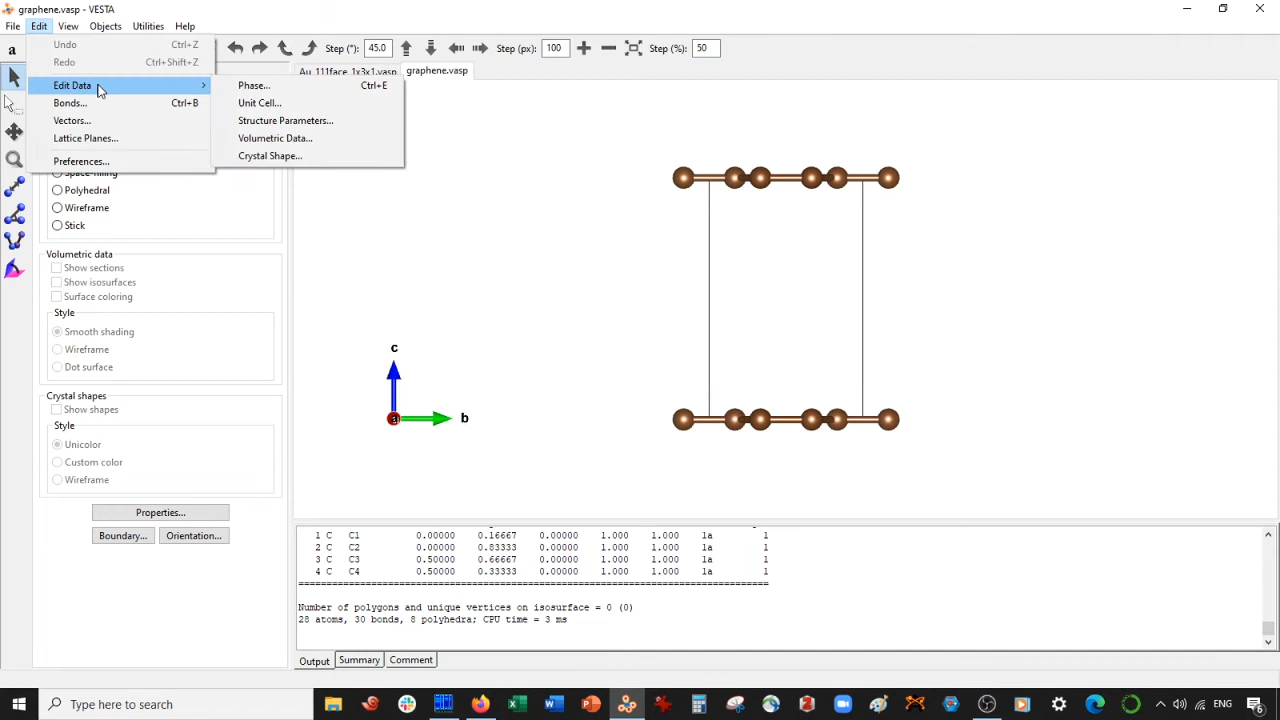 graphene.vasp - VESTA
File Edit View Objects Utilities Help
Undo Ctrl+Z
Redo Ctrl+Shift+Z
Edit Data
Bonds... Ctrl+B
Vectors...
Lattice Planes...
Preferences...
Phase... Ctrl+E
Unit Cell...
Structure Parameters...
Volumetric Data...
Crystal Shape...
a
Step (°): 45.0 Step (px): 100 Step (%): 50
Au_111face_1x3x1.vasp graphene.vasp
Space-filling
Polyhedral
Wireframe
Stick
Volumetric data
Show sections
Show isosurfaces
Surface coloring
Style
Smooth shading
Wireframe
Dot surface
Crystal shapes
Show shapes
Style
Unicolor
Custom color
Wireframe
Properties...
Boundary... Orientation...
c
a
b
1 C C1 0.00000 0.16667 0.00000 1.000 1.000 1a 1
2 C C2 0.00000 0.83333 0.00000 1.000 1.000 1a 1
3 C C3 0.50000 0.66667 0.00000 1.000 1.000 1a 1
4 C C4 0.50000 0.33333 0.00000 1.000 1.000 1a 1
Number of polygons and unique vertices on isosurface = 0 (0)
28 atoms, 30 bonds, 8 polyhedra; CPU time = 3 ms
Output Summary Comment
Type here to search
ENG
6